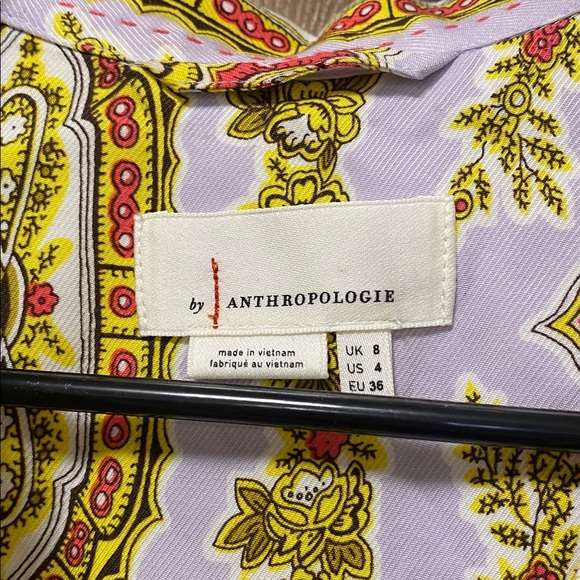 by ANTHROPOLOGIE
made in vietnam
fabriqué au vietnam
UK 8
US 4
EU 36